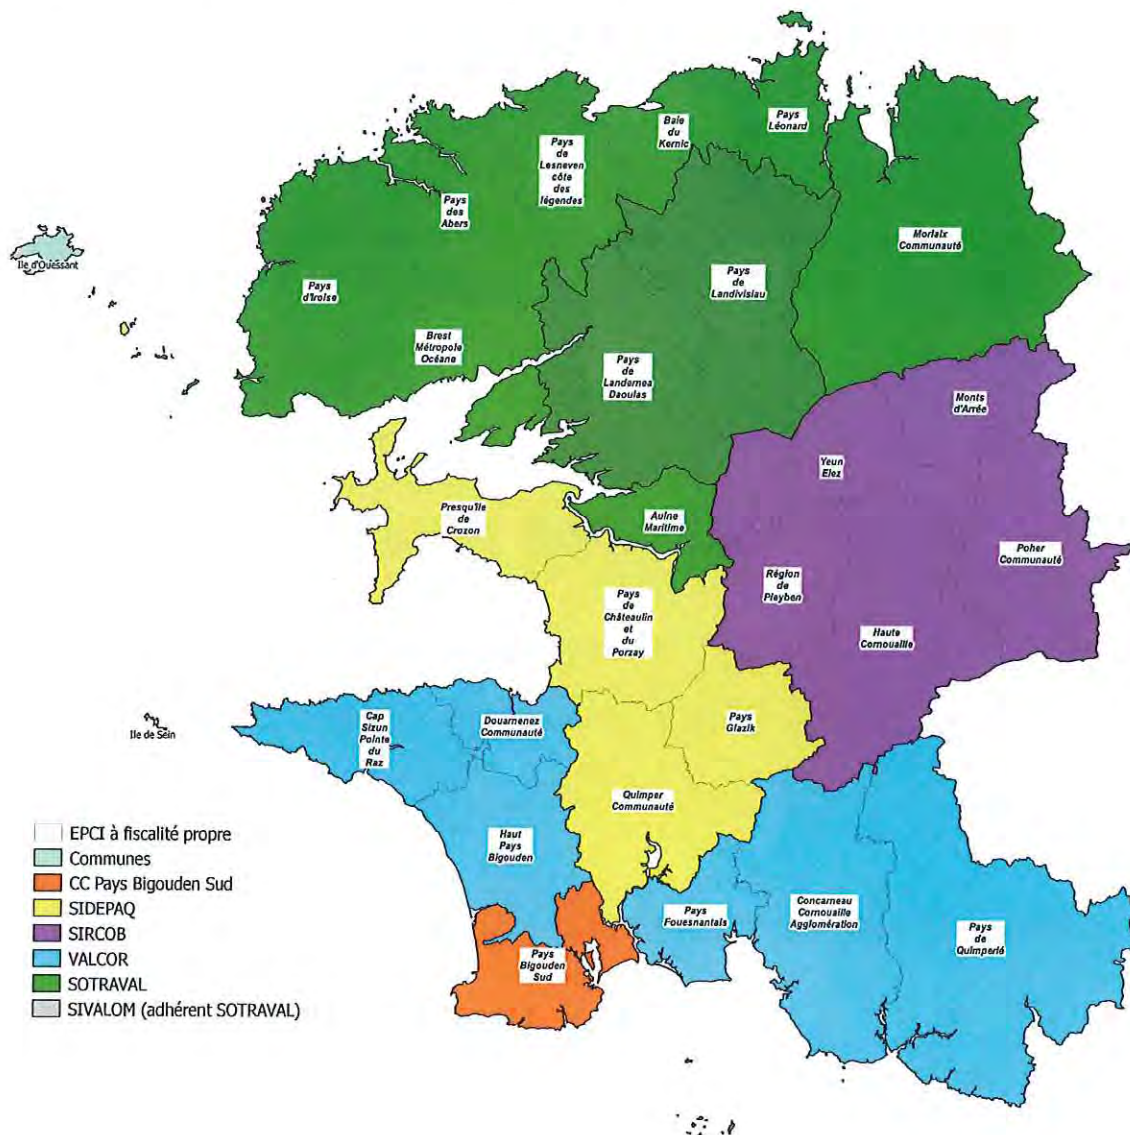 Pays
Léonard
Baie
du
Kernic
Pays
de
Lesneven
côte
des
légendes
Pays
des
Abers
Morlaix
Communauté
Ile d'Ouessant
Pays
d'Iroise
Pays
de
Landivisiau
Brest
Métropole
Océane
Pays
de
Landernea
Daoulas
Monts
d'Arrée
Yeun
Elez
Presqu'île
de
Crozon
Aulne
Maritime
Poher
Communauté
Région
de
Pleyben
Pays
de
Châteaulin
et
du
Porzay
Haute
Cornouaille
Ile de Sein
Cap
Sizun
Pointe
du
Raz
Douarnenez
Communauté
Pays
Glazik
Quimper
Communauté
Haut
Pays
Bigouden
Pays
Fouesnantais
Concarneau
Cornouaille
Agglomération
Pays
de
Quimperlé
Pays
Bigouden
Sud
EPCI à fiscalité propre
Communes
CC Pays Bigouden Sud
SIDEPAQ
SIRCOB
VALCOR
SOTRAVAL
SIVALOM (adhérent SOTRAVAL)